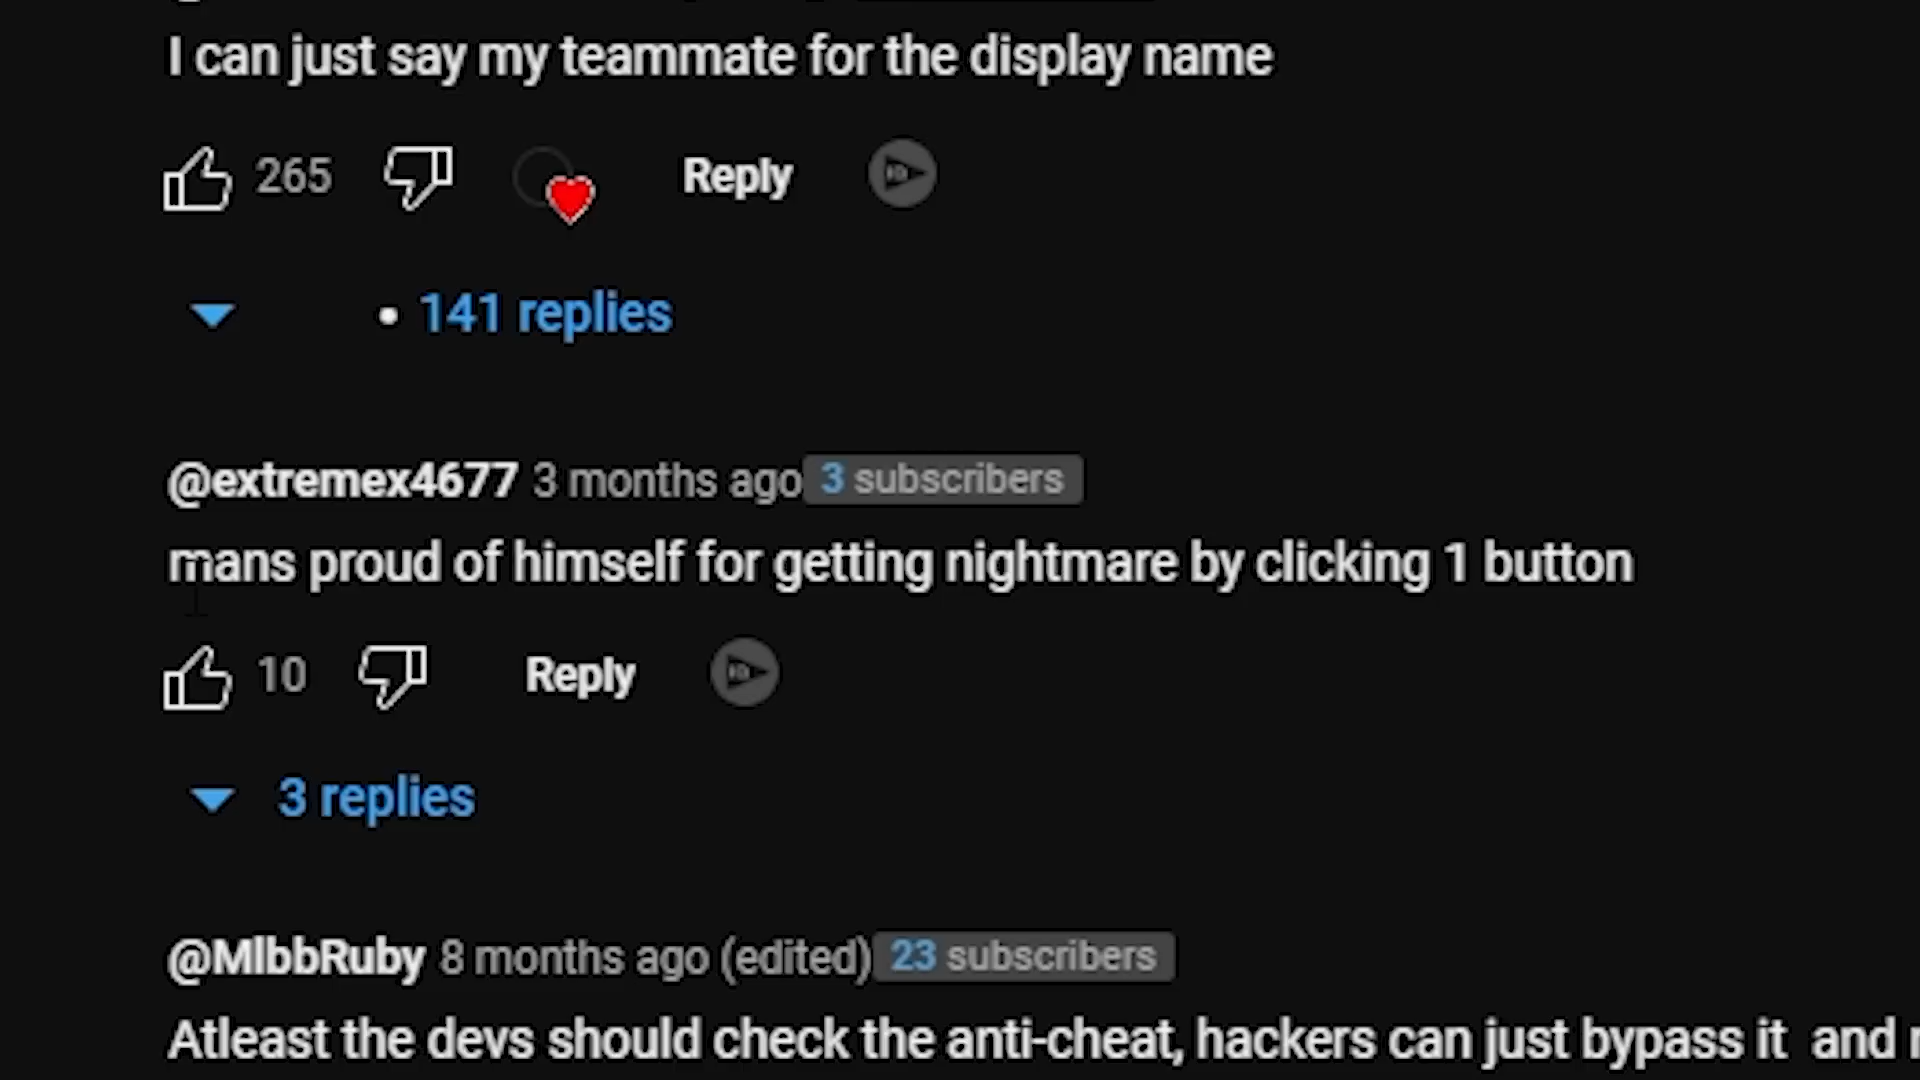 I can just say my teammate for the display name
265 Reply
• 141 replies
@extremex4677 3 months ago 3 subscribers
mans proud of himself for getting nightmare by clicking 1 button
10 Reply
3 replies
@MlbbRuby 8 months ago (edited) 23 subscribers
Atleast the devs should check the anti-cheat, hackers can just bypass it and